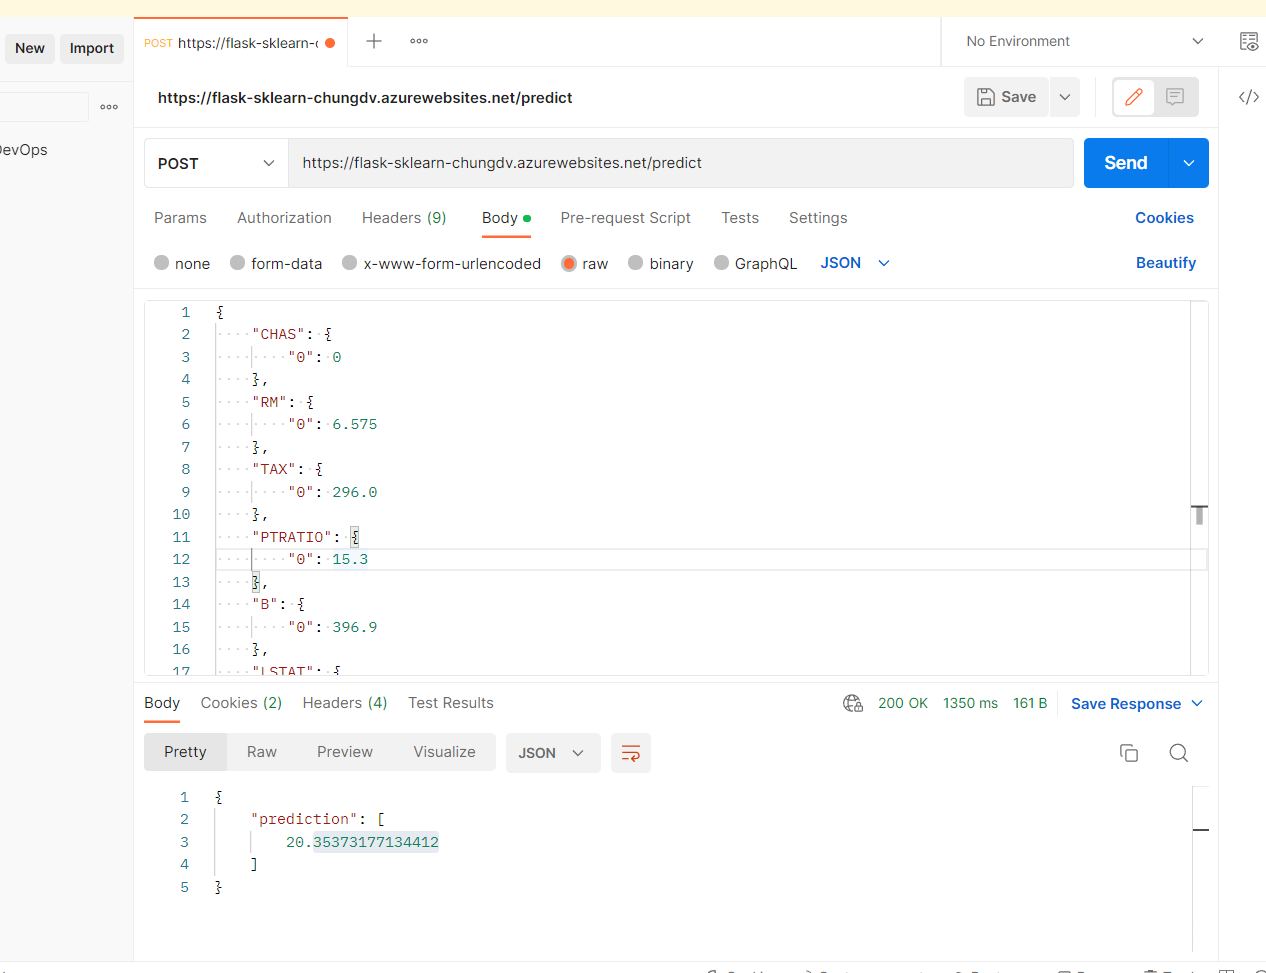 New
Import
POST https://flask-sklearn-c
No Environment
https://flask-sklearn-chungdv.azurewebsites.net/predict
Save
DevOps
POST
https://flask-sklearn-chungdv.azurewebsites.net/predict
Send
Params
Authorization
Headers (9)
Body
Pre-request Script
Tests
Settings
Cookies
none
form-data
x-www-form-urlencoded
raw
binary
GraphQL
JSON
Beautify
1 {
2 "CHAS": {
3 "0": 0
4 },
5 "RM": {
6 "0": 6.575
7 },
8 "TAX": {
9 "0": 296.0
10 },
11 "PTRATIO": {
12 "0": 15.3
13 },
14 "B": {
15 "0": 396.9
16 },
17 "LSTAT": {
Body
Cookies (2)
Headers (4)
Test Results
200 OK
1350 ms
161 B
Save Response
Pretty
Raw
Preview
Visualize
JSON
1 {
2 "prediction": [
3 20.35373177134412
4 ]
5 }